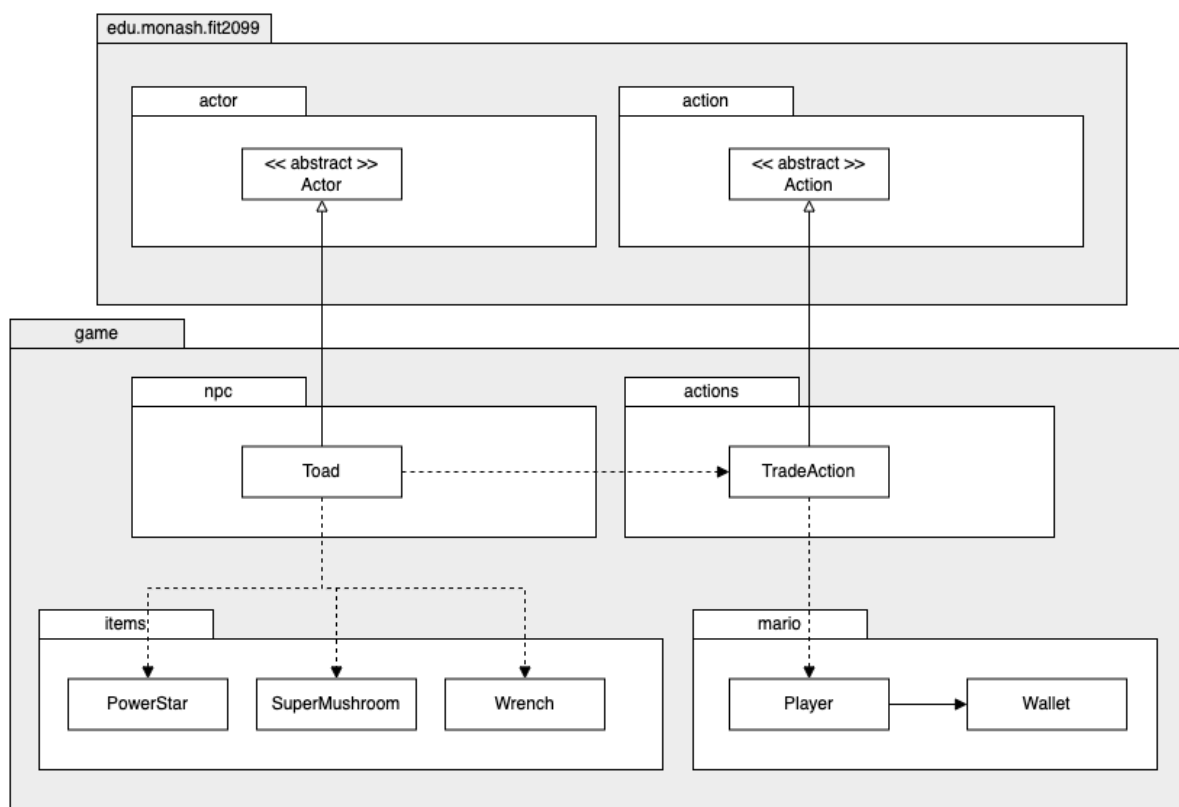 edu.monash.fit2099
actor
action
<< abstract >>
Actor
<< abstract >>
Action
game
npc
actions
Toad
TradeAction
items
mario
PowerStar
SuperMushroom
Wrench
Player
Wallet